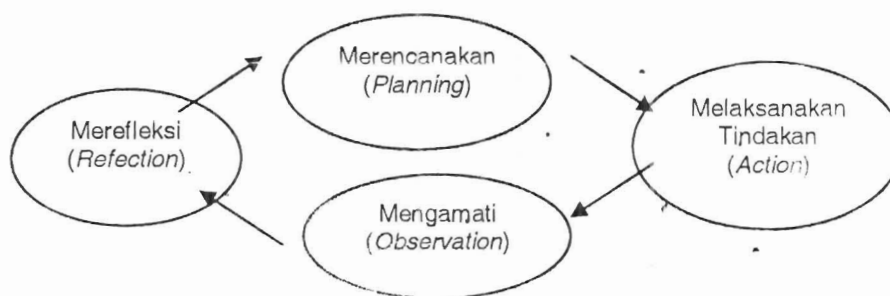 Merencanakan
(Planning)
Melaksanakan
Tindakan
(Action)
Mengamati
(Observation)
Merefleksi
(Refection)